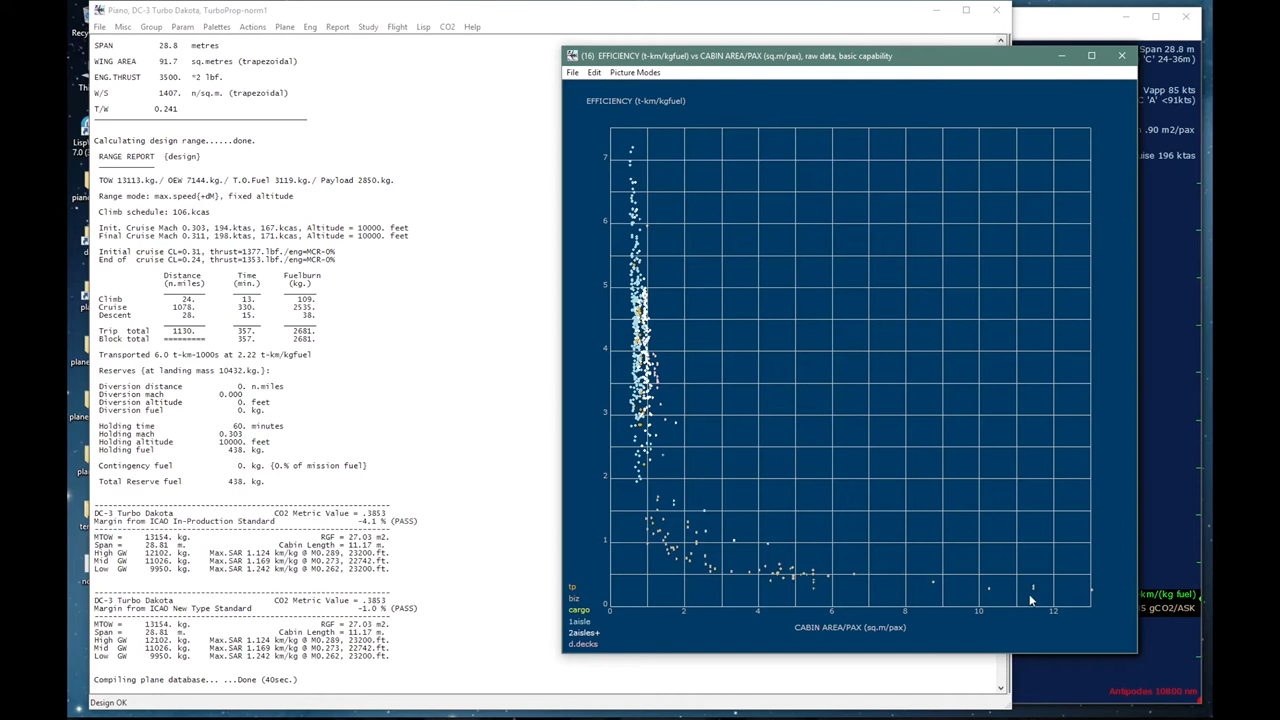 Piano, DC-3 Turbo Dakota, TurboProp-norm1
File Misc Group Param Palettes Actions Plane Eng Report Study Flight Lisp CO2 Help
SPAN 28.8 metres
WING AREA 91.7 sq.metres (trapezoidal)
ENG.THRUST 3500. *2 lbf.
W/S 1407. n/sq.m. (trapezoidal)
T/W 0.241
Calculating design range......done.
RANGE REPORT {design}
TOW 13113.kg./ OEW 7144.kg./ T.O.Fuel 3119.kg./ Payload 2850.kg.
Range mode: max.speed{+dM}, fixed altitude
Climb schedule: 106.kcas
Init. Cruise Mach 0.303, 194.ktas, 167.kcas, Altitude = 10000. feet
Final Cruise Mach 0.311, 198.ktas, 171.kcas, Altitude = 10000. feet
Initial cruise CL=0.31, thrust=1377.lbf./eng=MCR-0%
End of cruise CL=0.24, thrust=1353.lbf./eng=MCR-0%
Distance Time Fuelburn
(n.miles) (min.) (kg.)
Climb 24. 13. 109.
Cruise 1078. 330. 2535.
Descent 28. 15. 38.
Trip total 1130. 357. 2681.
Block total ========= 357. 2681.
Transported 6.0 t-km-1000s at 2.22 t-km/kgfuel
Reserves {at landing mass 10432.kg.}:
Diversion distance 0. n.miles
Diversion mach 0.000
Diversion altitude 0. feet
Diversion fuel 0. kg.
Holding time 60. minutes
Holding mach 0.303
Holding altitude 10000. feet
Holding fuel 438. kg.
Contingency fuel 0. kg. {0.% of mission fuel}
Total Reserve fuel 438. kg.
DC-3 Turbo Dakota CO2 Metric Value = .3853
Margin from ICAO In-Production Standard -4.1 % (PASS)
MTOW = 13154. kg. RGF = 27.03 m2.
Span = 28.81 m. Cabin Length = 11.17 m.
High GW 12102. kg. Max.SAR 1.124 km/kg @ M0.289, 23200.ft.
Mid GW 11026. kg. Max.SAR 1.169 km/kg @ M0.277, 22742.ft.
Low GW 9950. kg. Max.SAR 1.242 km/kg @ M0.262, 23200.ft.
DC-3 Turbo Dakota CO2 Metric Value = .3853
Margin from ICAO New Type Standard -1.0 % (PASS)
MTOW = 13154. kg. RGF = 27.03 m2.
Span = 28.81 m. Cabin Length = 11.17 m.
High GW 12102. kg. Max.SAR 1.124 km/kg @ M0.289, 23200.ft.
Mid GW 11026. kg. Max.SAR 1.169 km/kg @ M0.277, 22742.ft.
Low GW 9950. kg. Max.SAR 1.242 km/kg @ M0.262, 23200.ft.
Compiling plane database... ...Done (40sec.)
Design OK
(16) EFFICIENCY (t-km/kgfuel) vs CABIN AREA/PAX (sq.m/pax), raw data, basic capability
File Edit Picture Modes
EFFICIENCY (t-km/kgfuel)
7
6
5
4
3
2
1
0
0 2 4 6 8 10 12
CABIN AREA/PAX (sq.m/pax)
tp
biz
cargo
1aisle
2aisles+
d.decks
Span 28.8 m
'C' 24-36m
Vapp 85 kts
'A' <91kts
.90 m2/pax
196 ktas
km/(kg fuel)
gCO2/ASK
Antipodes 10800 nm